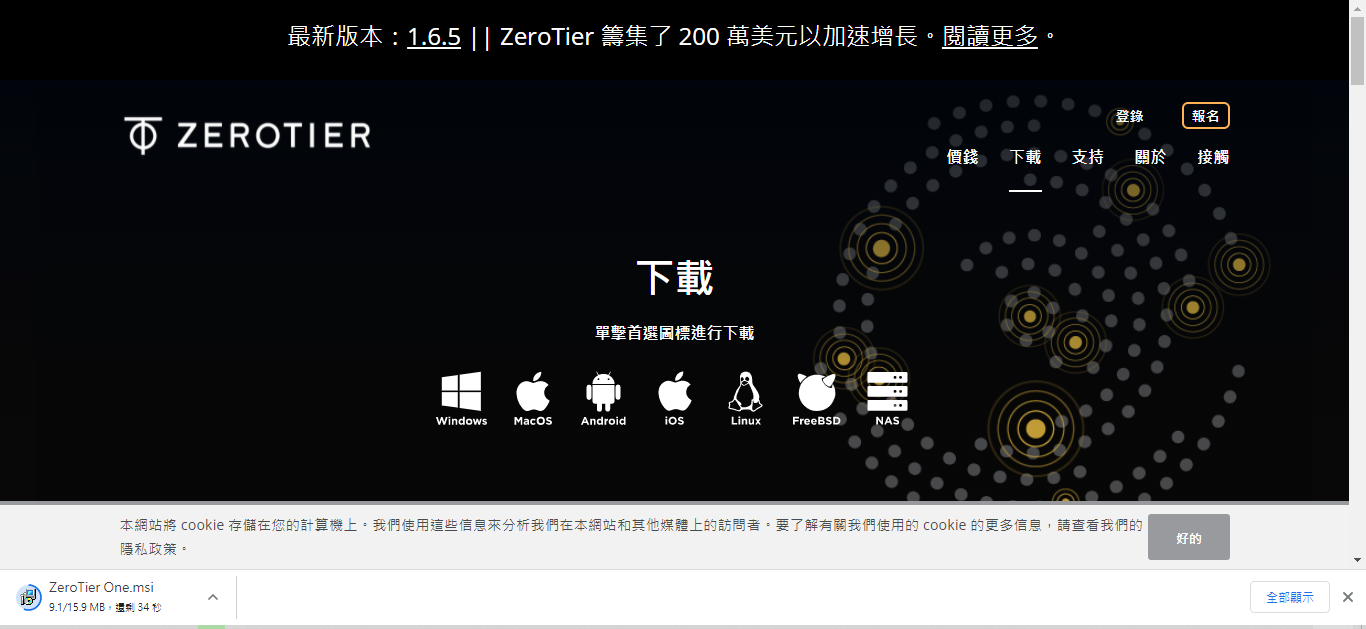 最新版本：1.6.5 || ZeroTier 籌集了 200 萬美元以加速增長。閱讀更多。
ZEROTIER
登錄 報名
價錢 下載 支持 關於 接觸
下載
單擊首選圖標進行下載
Windows MacOS Android iOS Linux FreeBSD NAS
本網站將 cookie 存儲在您的計算機上。我們使用這些信息來分析我們在本網站和其他媒體上的訪問者。要了解有關我們使用的 cookie 的更多信息，請查看我們的
隱私政策。
好的
ZeroTier One.msi
9.1/15.9 MB，還剩 34 秒
全部顯示